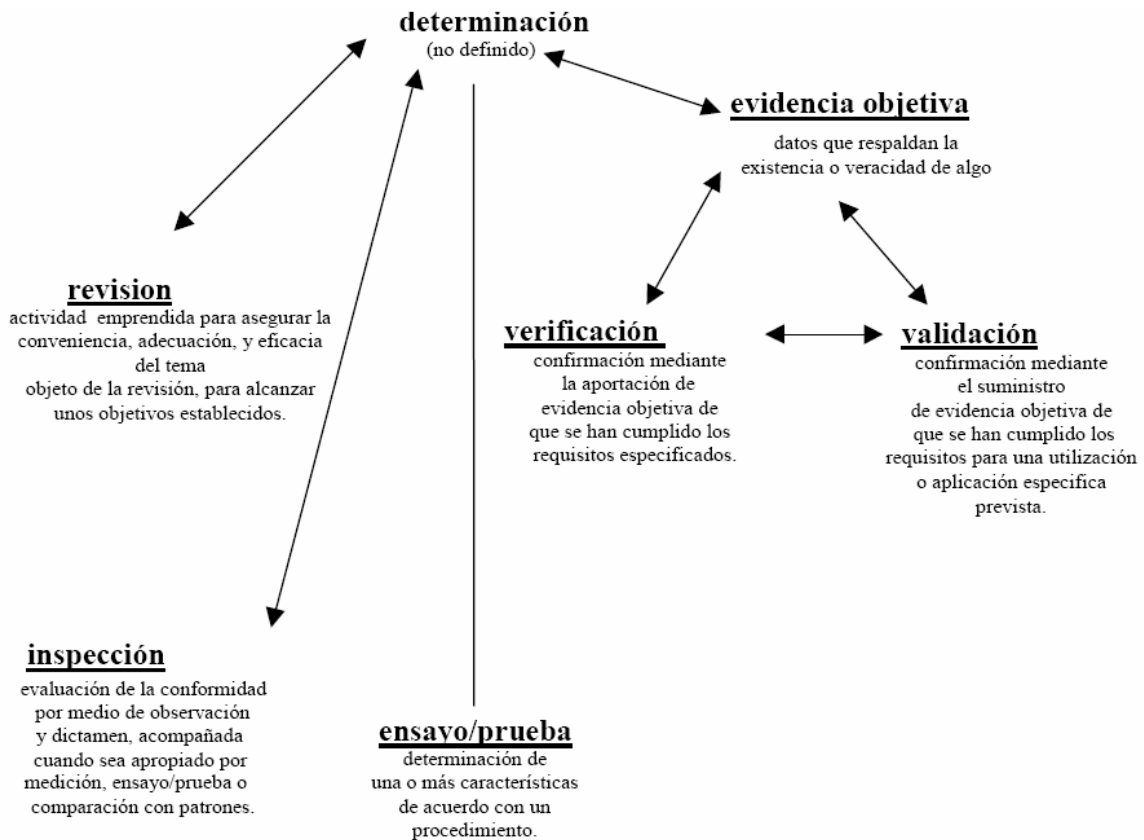 determinación
(no definido)
evidencia objetiva
datos que respaldan la
existencia o veracidad de algo
revision
actividad emprendida para asegurar la
conveniencia, adecuación, y eficacia
del tema
objeto de la revisión, para alcanzar
unos objetivos establecidos.
verificación
confirmación mediante
la aportación de
evidencia objetiva de
que se han cumplido los
requisitos especificados.
validación
confirmación mediante
el suministro
de evidencia objetiva de
que se han cumplido los
requisitos para una utilización
o aplicación especifica
prevista.
inspección
evaluación de la conformidad
por medio de observación
y dictamen, acompañada
cuando sea apropiado por
medición, ensayo/prueba o
comparación con patrones.
ensayo/prueba
determinación de
una o más características
de acuerdo con un
procedimiento.